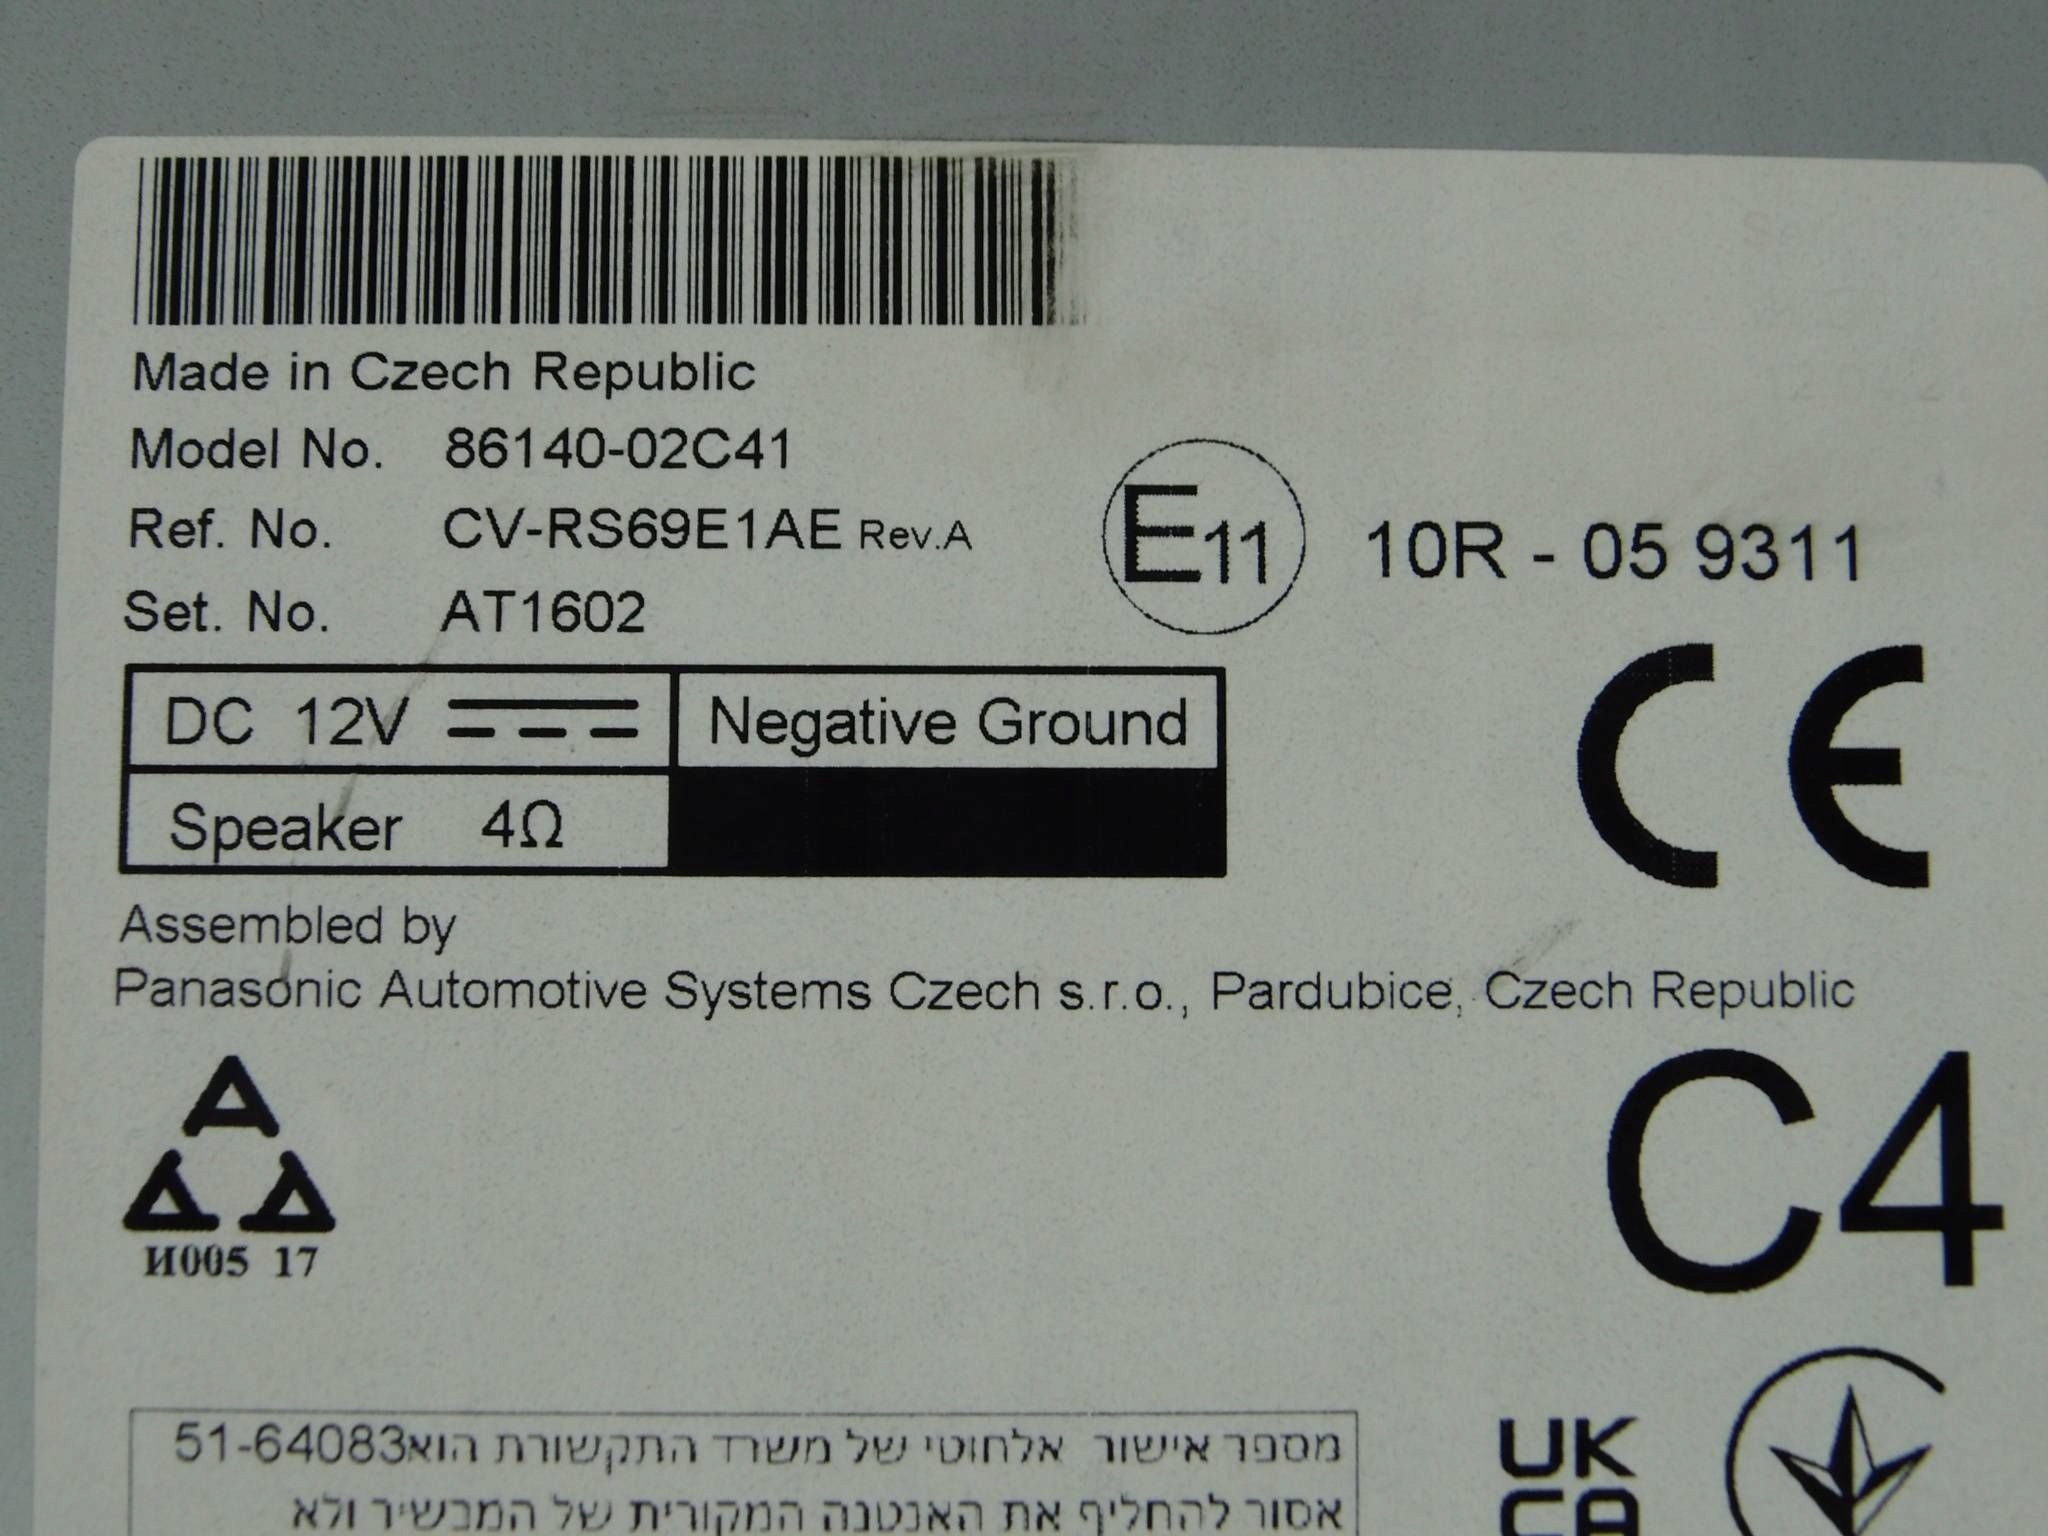 Made in Czech Republic
Model No. 86140-02C41
Ref. No. CV-RS69E1AE Rev.A
Set. No. AT1602
E11 10R - 05 9311
DC 12V
Negative Ground
Speaker 4Ω
CE
Assembled by
Panasonic Automotive Systems Czech s.r.o., Pardubice, Czech Republic
И005 17
C4
מספר אישור אלחוטי של משרד התקשורת הוא51-64083
אסור להחליף את האנטנה המקורית של המכשיר ולא
UK
CA